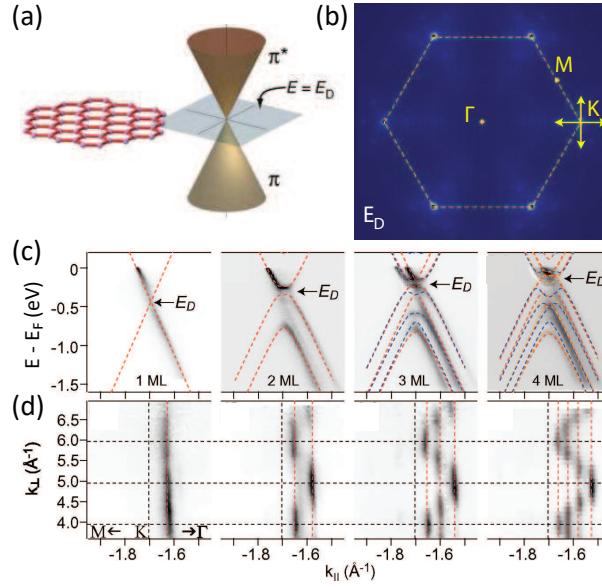 (a)
π*
E = E_D
π
(b)
M
K
Γ
E_D
(c)
E - E_F (eV)
0
-0.5
-1.0
-1.5
E_D
E_D
E_D
E_D
1 ML
2 ML
3 ML
4 ML
(d)
k⊥ (Å⁻¹)
6.5
6.0
5.5
5.0
4.5
4.0
M← K →Γ
-1.8 -1.6 -1.8 -1.6 -1.8 -1.6 -1.8 -1.6
k|| (Å⁻¹)